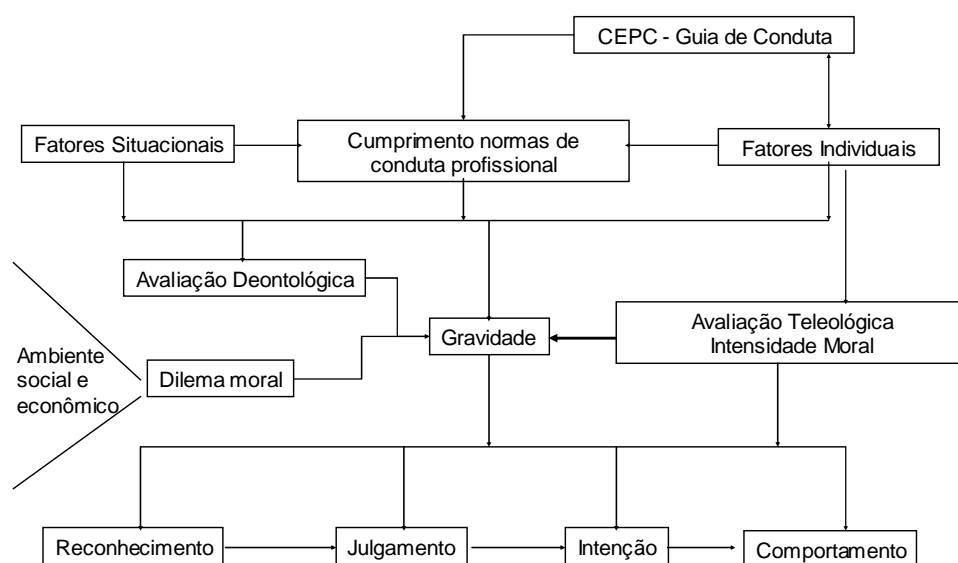 CEPC - Guia de Conduta
Fatores Situacionais
Cumprimento normas de
conduta profissional
Fatores Individuais
Avaliação Deontológica
Gravidade
Avaliação Teleológica
Intensidade Moral
Ambiente
social e
econômico
Dilema moral
Reconhecimento
Julgamento
Intenção
Comportamento